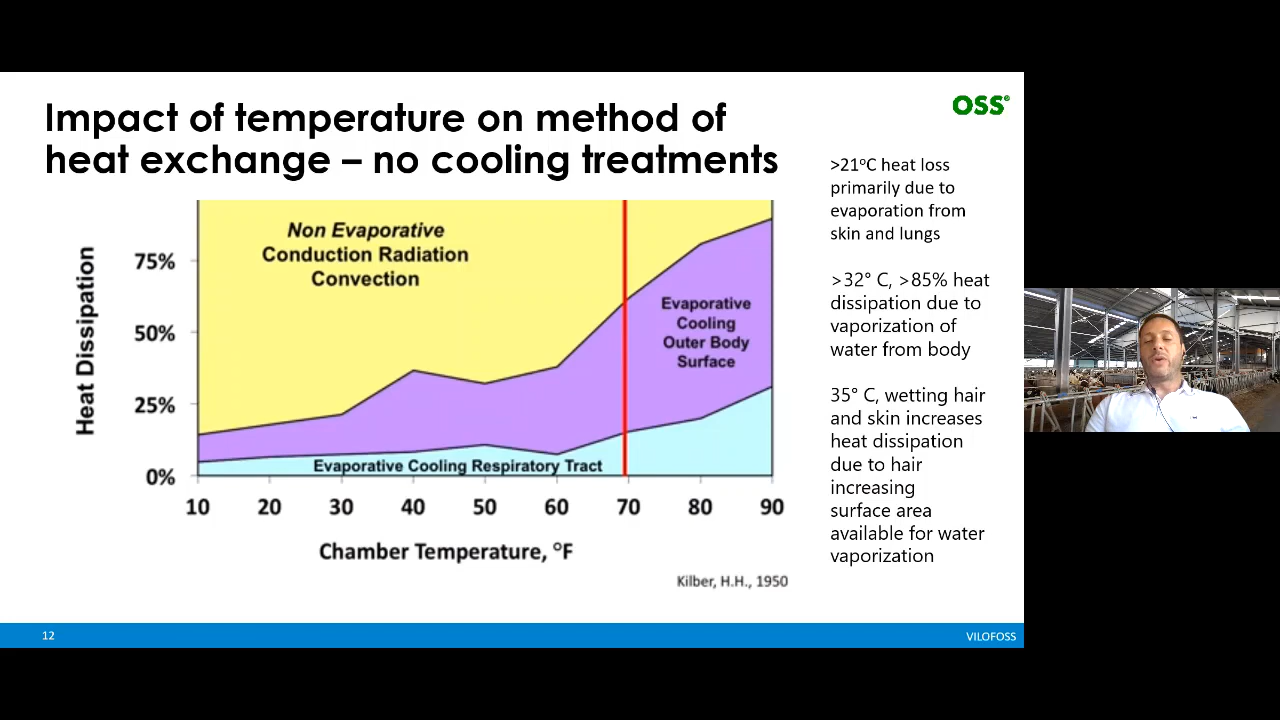 Impact of temperature on method of
heat exchange – no cooling treatments
OSS®
Heat Dissipation
75%
50%
25%
0%
Non Evaporative
Conduction Radiation
Convection
Evaporative
Cooling
Outer Body
Surface
Evaporative Cooling Respiratory Tract
10 20 30 40 50 60 70 80 90
Chamber Temperature, °F
Kilber, H.H., 1950
>21°C heat loss
primarily due to
evaporation from
skin and lungs
>32° C, >85% heat
dissipation due to
vaporization of
water from body
35° C, wetting hair
and skin increases
heat dissipation
due to hair
increasing
surface area
available for water
vaporization
12
VILOFOSS